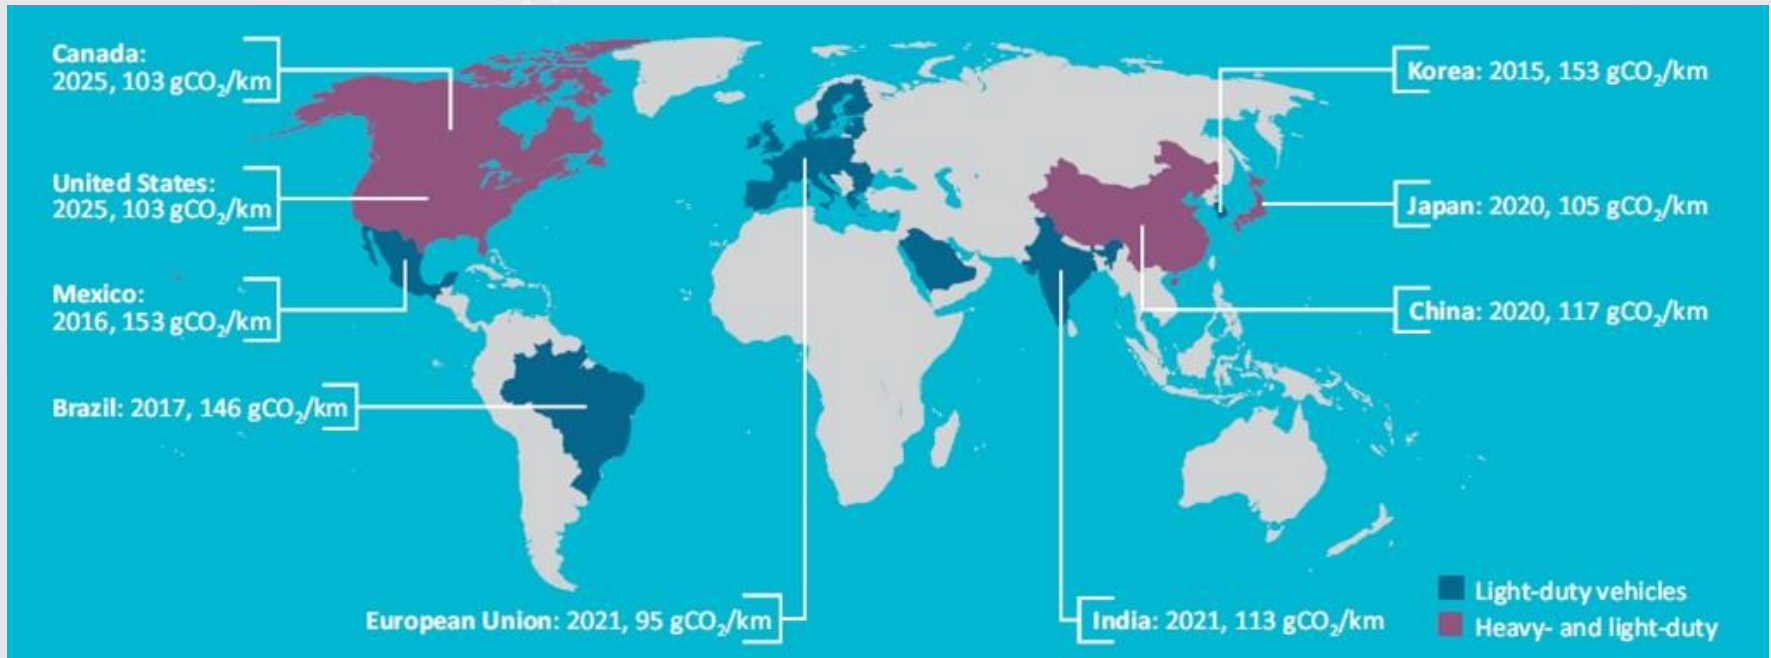 Canada:
2025, 103 gCO₂/km
United States:
2025, 103 gCO₂/km
Mexico:
2016, 153 gCO₂/km
Brazil: 2017, 146 gCO₂/km
European Union: 2021, 95 gCO₂/km
Korea: 2015, 153 gCO₂/km
Japan: 2020, 105 gCO₂/km
China: 2020, 117 gCO₂/km
India: 2021, 113 gCO₂/km
Light-duty vehicles
Heavy- and light-duty